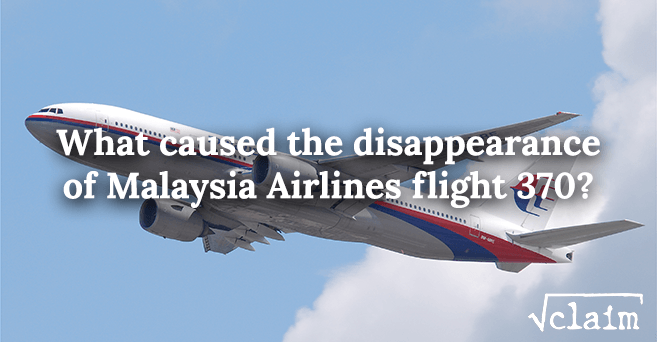 What caused the disappearance
of Malaysia Airlines flight 370?
claim